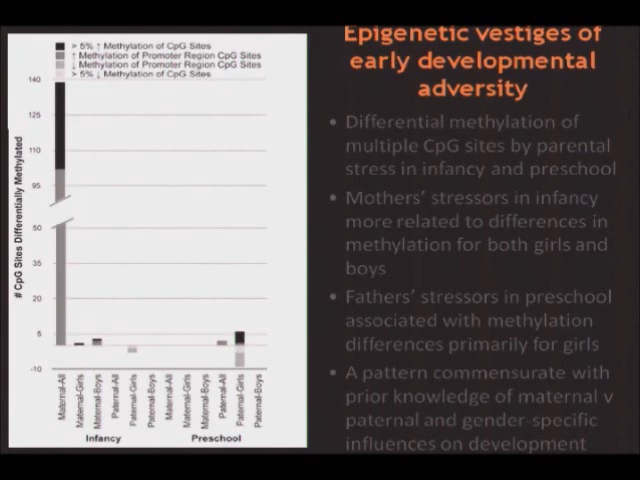 > 5% ↑ Methylation of CpG Sites
↑ Methylation of Promoter Region CpG Sites
↓ Methylation of Promoter Region CpG Sites
> 5% ↓ Methylation of CpG Sites
# CpG Sites Differentially Methylated
140
125
110
95
50
35
20
5
-10
Maternal-All
Maternal-Girls
Maternal-Boys
Paternal-All
Paternal-Girls
Paternal-Boys
Maternal-All
Maternal-Girls
Maternal-Boys
Paternal-All
Paternal-Girls
Paternal-Boys
Infancy
Preschool
Epigenetic vestiges of
early developmental
adversity
• Differential methylation of
multiple CpG sites by parental
stress in infancy and preschool
• Mothers' stressors in infancy
more related to differences in
methylation for both girls and
boys
• Fathers' stressors in preschool
associated with methylation
differences primarily for girls
• A pattern commensurate with
prior knowledge of maternal v
paternal and gender-specific
influences on development